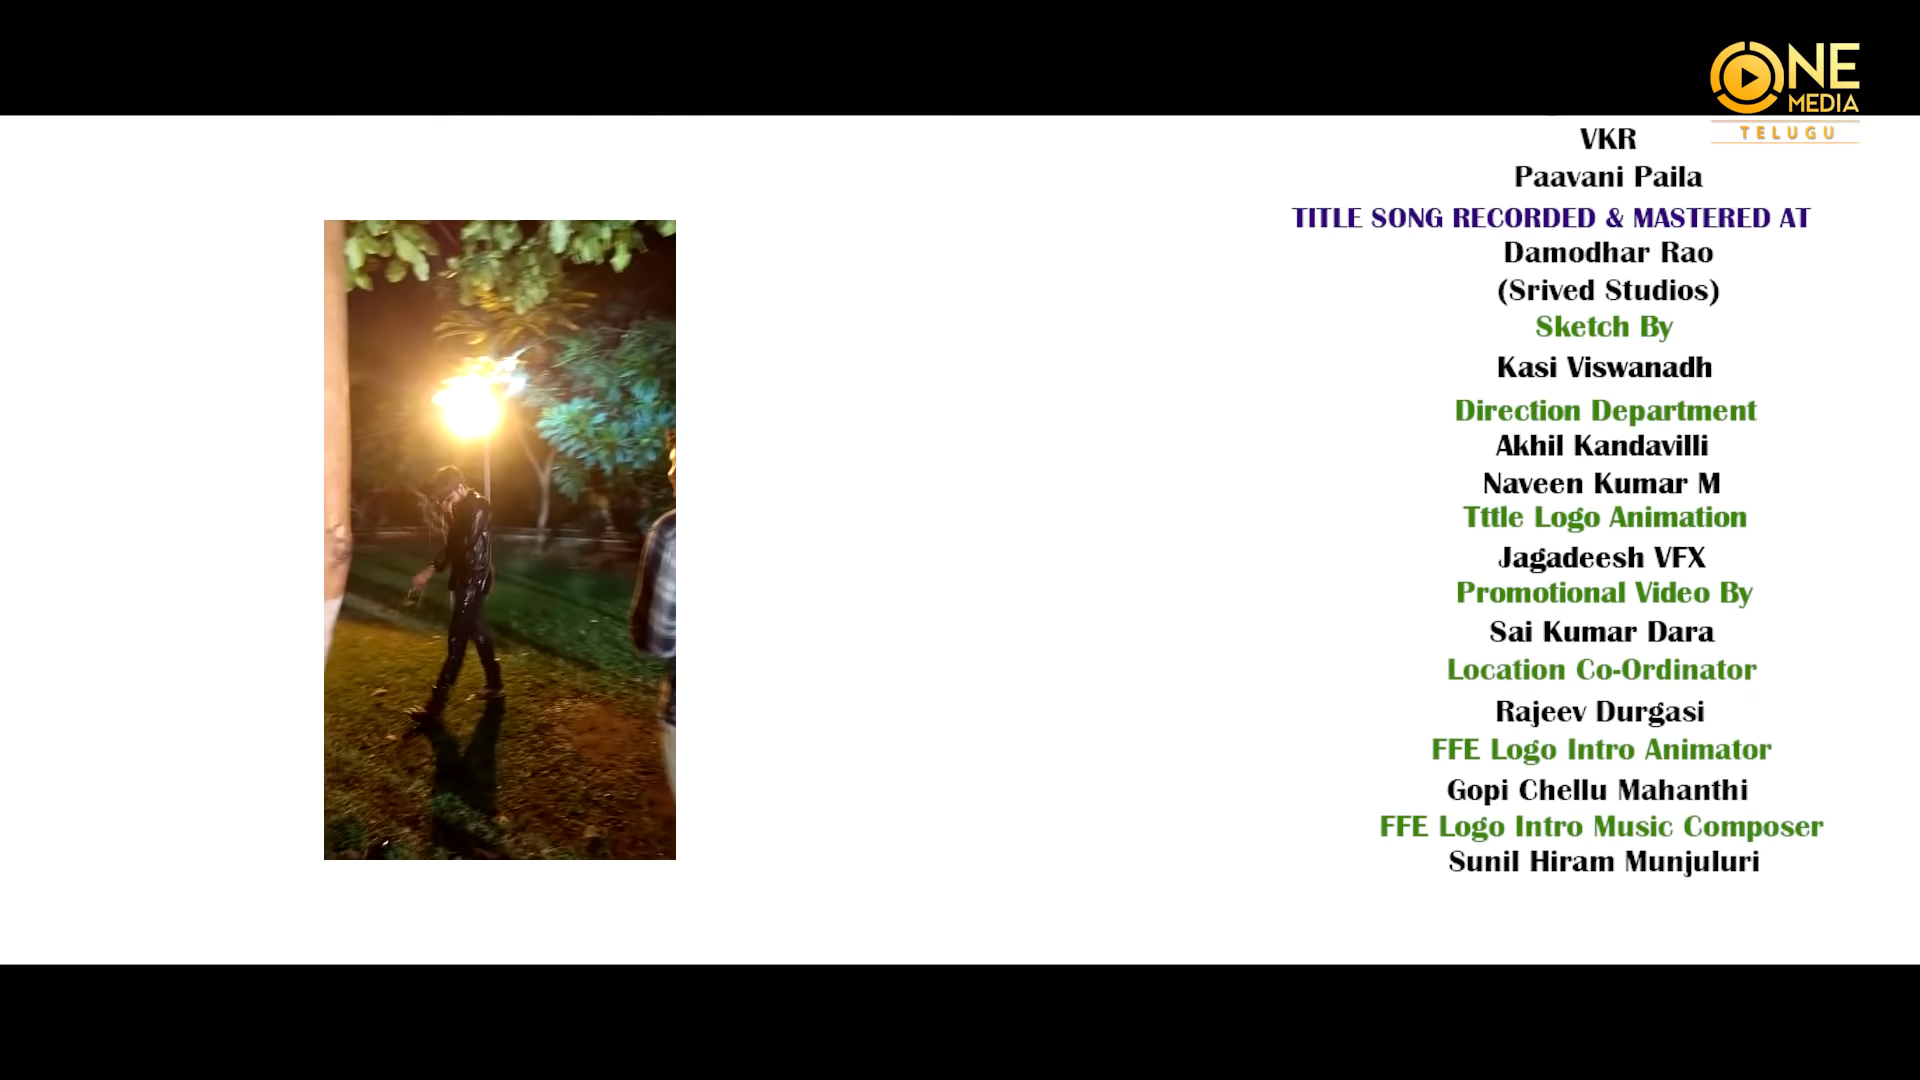 ONE
MEDIA
TELUGU
VKR
Paavani Paila
TITLE SONG RECORDED & MASTERED AT
Damodhar Rao
(Srived Studios)
Sketch By
Kasi Viswanadh
Direction Department
Akhil Kandavilli
Naveen Kumar M
Tttle Logo Animation
Jagadeesh VFX
Promotional Video By
Sai Kumar Dara
Location Co-Ordinator
Rajeev Durgasi
FFE Logo Intro Animator
Gopi Chellu Mahanthi
FFE Logo Intro Music Composer
Sunil Hiram Munjuluri